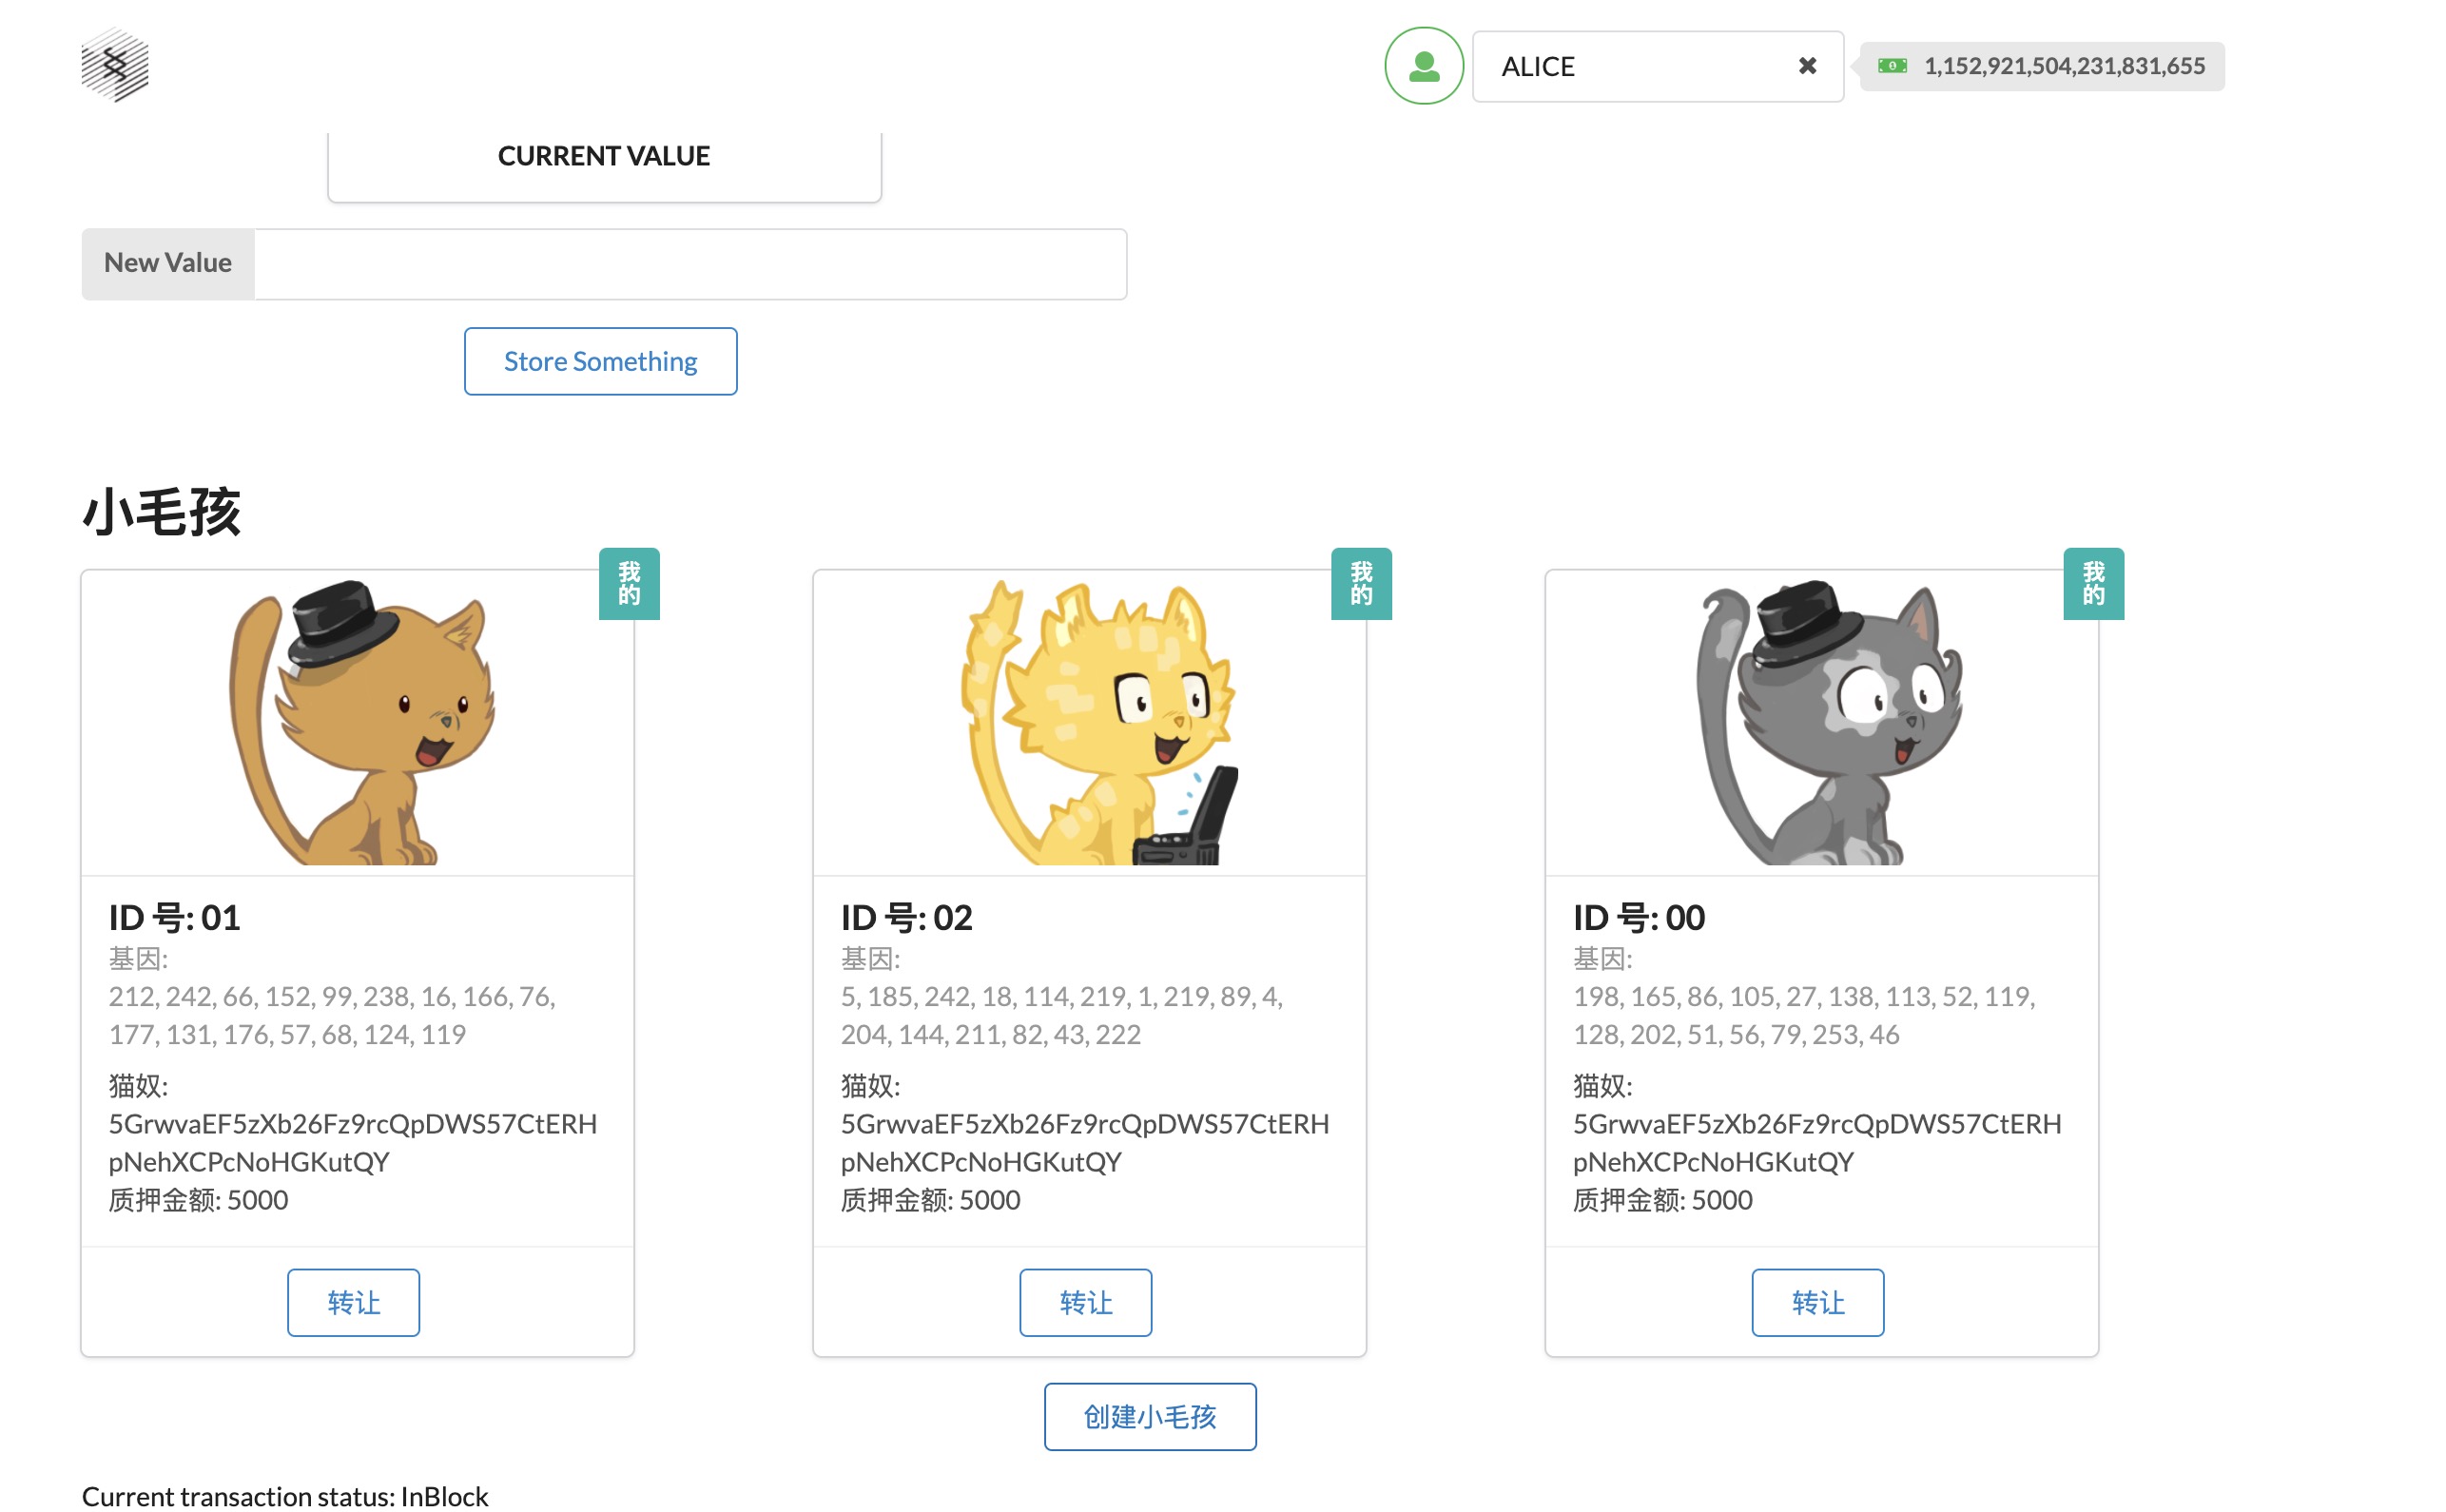 ALICE
1,152,921,504,231,831,655
CURRENT VALUE
New Value
Store Something
小毛孩
我的
ID 号: 01
基因:
212, 242, 66, 152, 99, 238, 16, 166, 76,
177, 131, 176, 57, 68, 124, 119
猫奴:
5GrwvaEF5zXb26Fz9rcQpDWS57CtERH
pNehXCPcNoHGKutQY
质押金额: 5000
转让
我的
ID 号: 02
基因:
5, 185, 242, 18, 114, 219, 1, 219, 89, 4,
204, 144, 211, 82, 43, 222
猫奴:
5GrwvaEF5zXb26Fz9rcQpDWS57CtERH
pNehXCPcNoHGKutQY
质押金额: 5000
转让
我的
ID 号: 00
基因:
198, 165, 86, 105, 27, 138, 113, 52, 119,
128, 202, 51, 56, 79, 253, 46
猫奴:
5GrwvaEF5zXb26Fz9rcQpDWS57CtERH
pNehXCPcNoHGKutQY
质押金额: 5000
转让
创建小毛孩
Current transaction status: InBlock